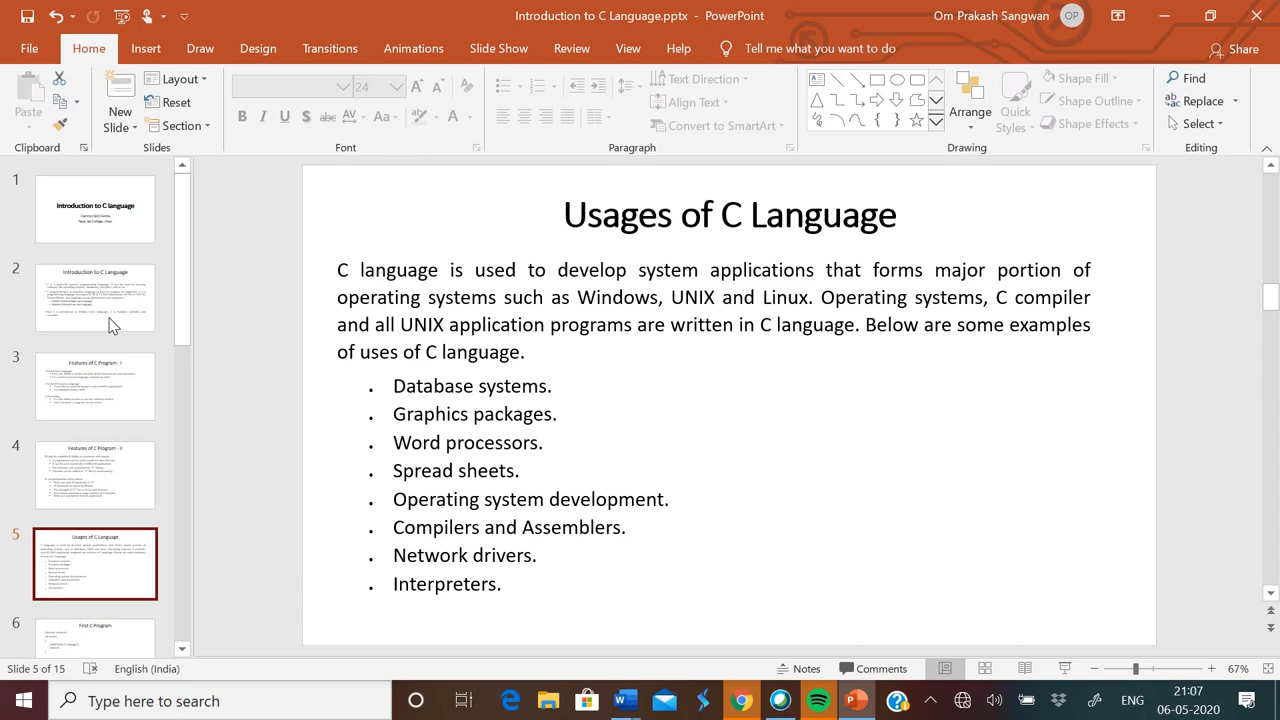 Introduction to C Language.pptx - PowerPoint
Om Prakash Sangwan
OP
File Home Insert Draw Design Transitions Animations Slide Show Review View Help Tell me what you want to do
Share
Paste
New
Slide
Layout
Reset
Section
24
Text Direction
Align Text
Convert to SmartArt
Arrange
Styles
Shape Fill
Shape Outline
Shape Effects
Find
Replace
Select
Clipboard Slides Font Paragraph Drawing Editing
1
Introduction to C language
2
Introduction to C Language
3
Features of C Program - I
4
Features of C Program - II
5
Usages of C Language
6
First C Program
Usages of C Language
C language is used to develop system applications that forms major portion of
operating systems such as Windows, UNIX and Linux. Operating systems, C compiler
and all UNIX application programs are written in C language. Below are some examples
of uses of C language.
• Database systems.
• Graphics packages.
• Word processors.
• Spread sheets.
• Operating system development.
• Compilers and Assemblers.
• Network drivers.
• Interpreters.
Slide 5 of 15
English (India)
Notes
Comments
67%
Type here to search
ENG
21:07
06-05-2020